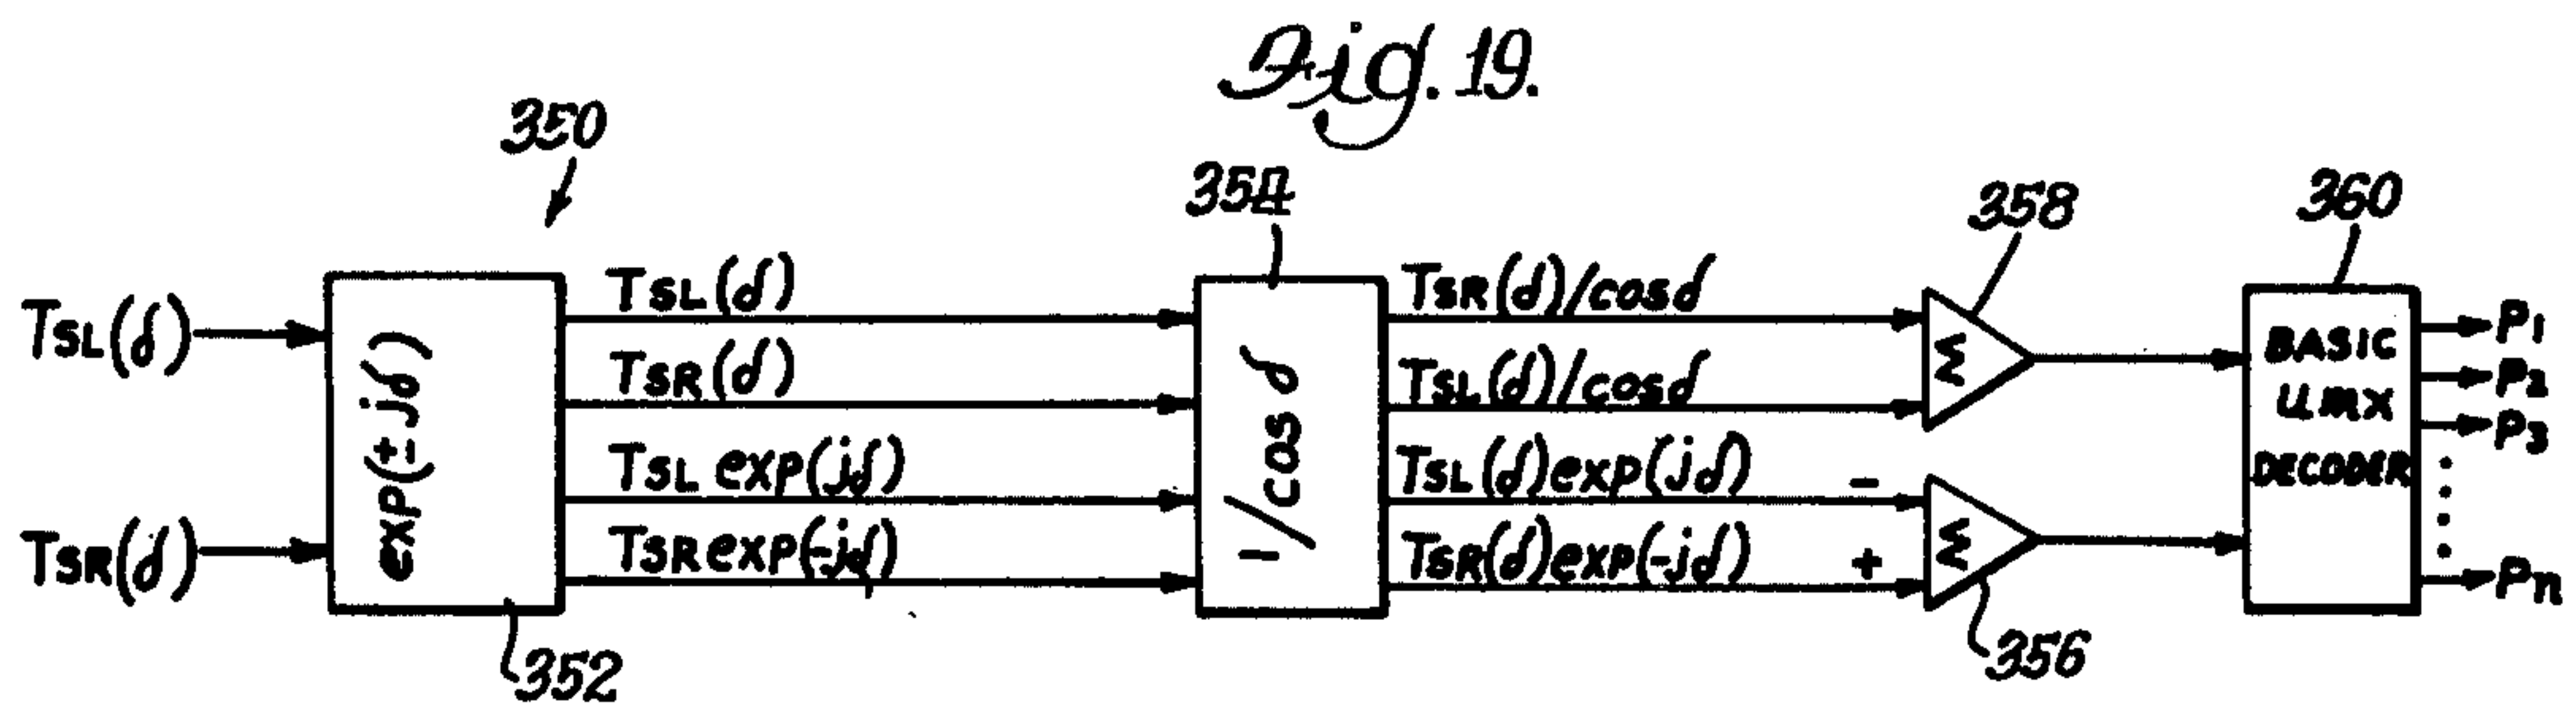 Fig. 19.
350
354
358
360
TSL(δ)
TSR(δ)
exp(±jδ)
352
TSL(δ)
TSR(δ)
TSL exp(jδ)
TSR exp(-jδ)
1/cos δ
TSR(δ)/cosδ
TSL(δ)/cosδ
TSL(δ)exp(jδ) -
TSR(δ)exp(-jδ) +
Σ
Σ
356
BASIC
UMX
DECODER
P1
P2
P3
Pn